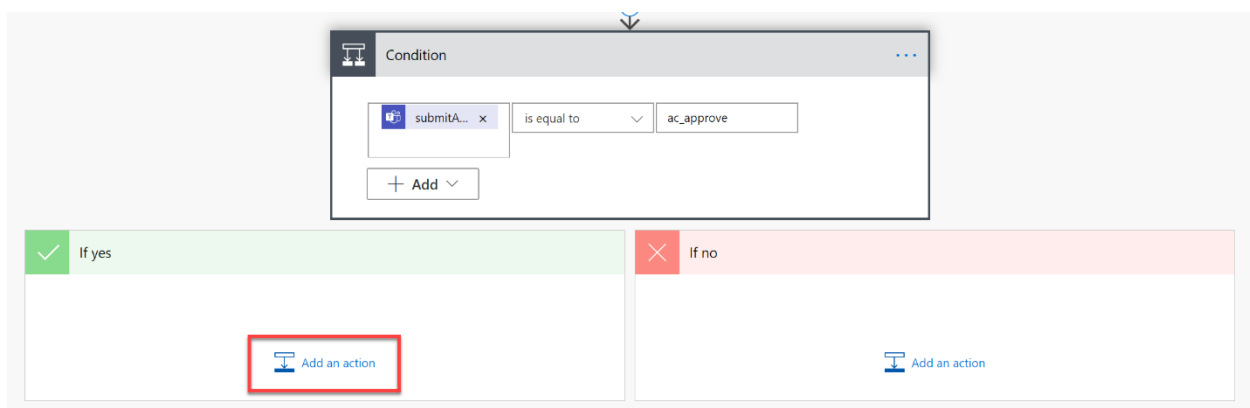 Condition
submitA... x
is equal to
ac_approve
+ Add
If yes
If no
Add an action
Add an action